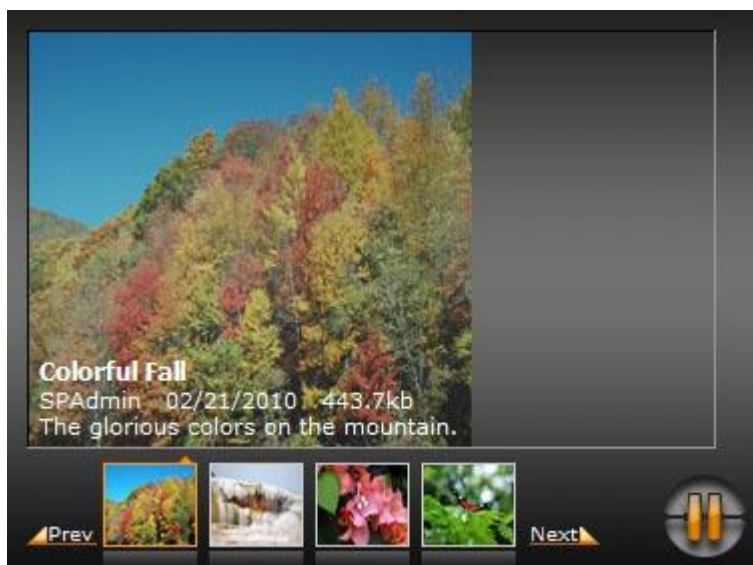 Colorful Fall
SPAdmin 02/21/2010 443.7kb
The glorious colors on the mountain.
Prev
Next